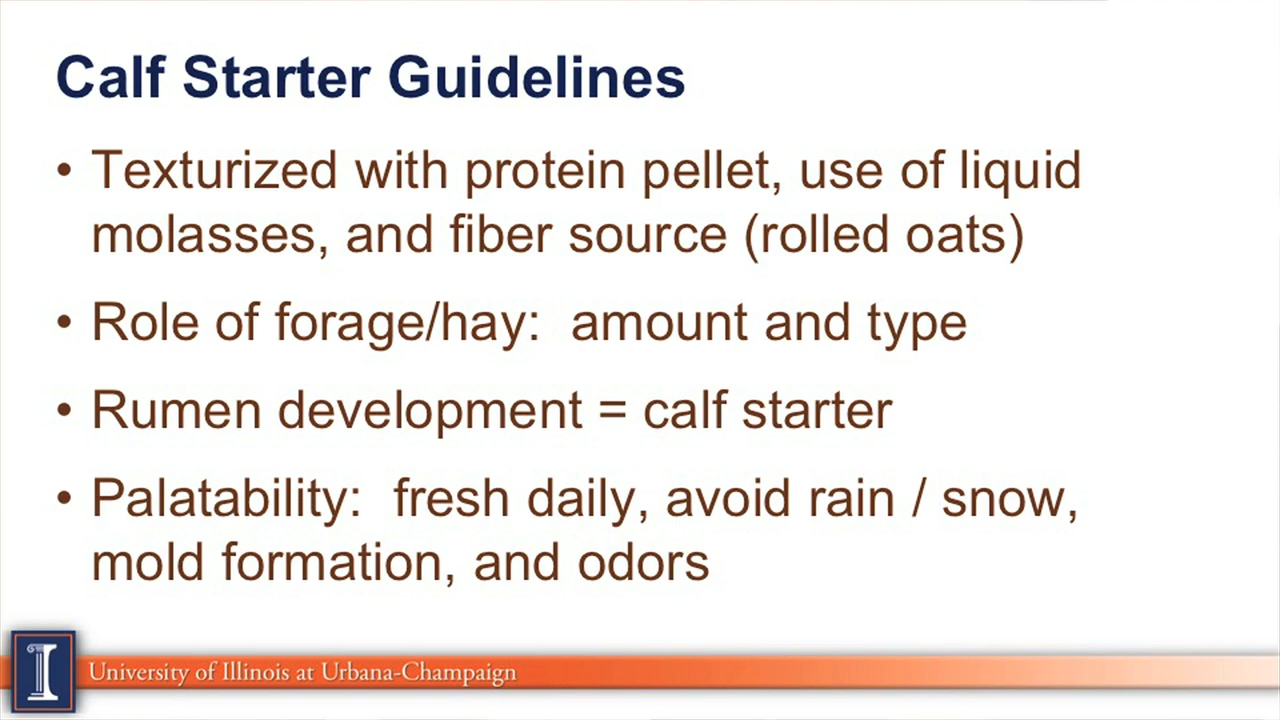 Calf Starter Guidelines
• Texturized with protein pellet, use of liquid
molasses, and fiber source (rolled oats)
• Role of forage/hay:  amount and type
• Rumen development = calf starter
• Palatability:  fresh daily, avoid rain / snow,
mold formation, and odors
I
University of Illinois at Urbana-Champaign